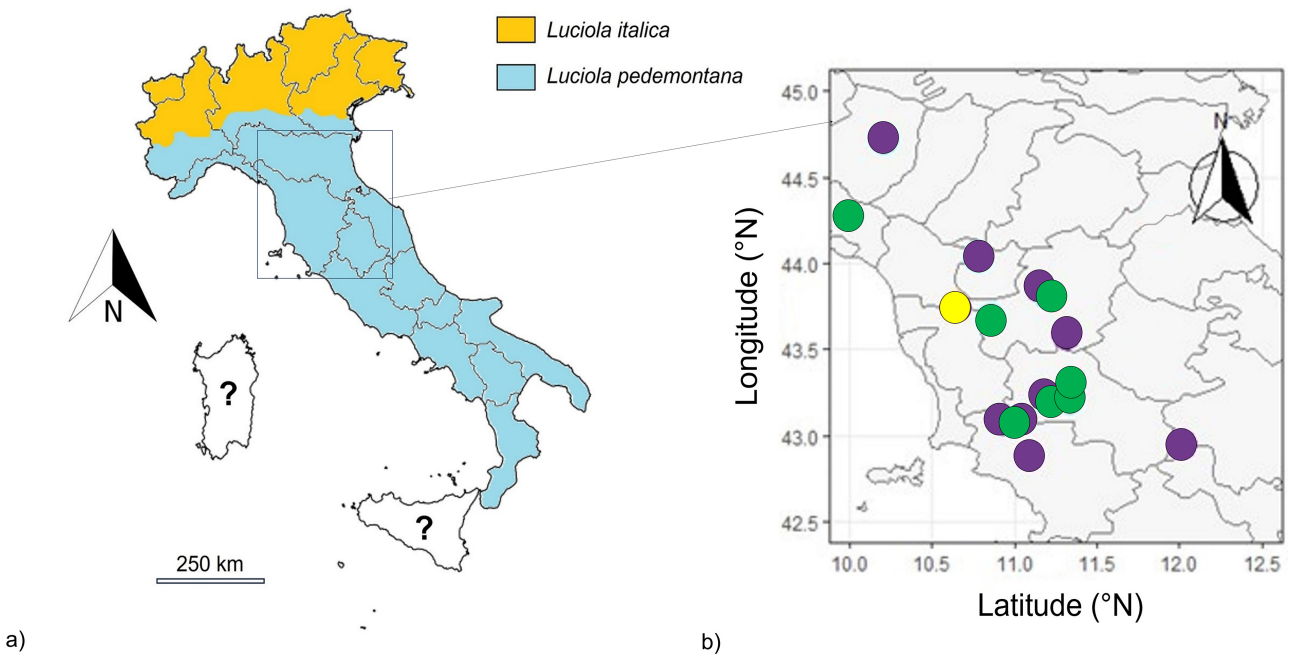 Luciola italica
Luciola pedemontana
N
?
?
250 km
a)
45.0
44.5
44.0
43.5
43.0
42.5
Longitude (°N)
N
10.0 10.5 11.0 11.5 12.0 12.5
Latitude (°N)
b)